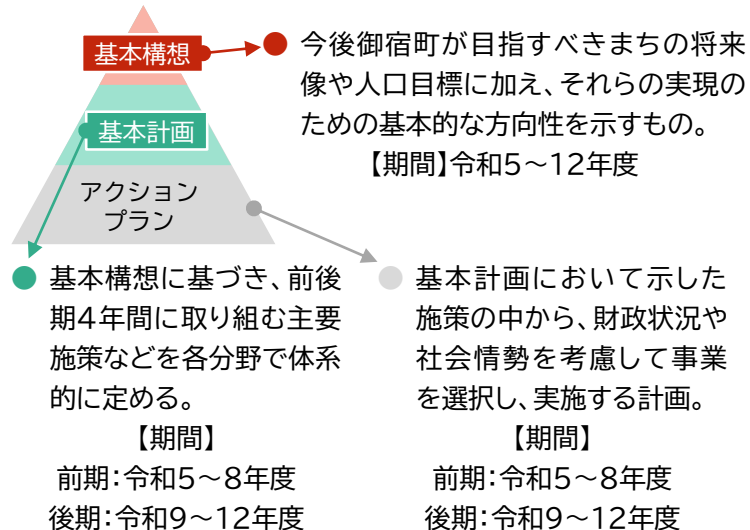 基本構想
今後御宿町が目指すべきまちの将来
像や人口目標に加え、それらの実現の
ための基本的な方向性を示すもの。
【期間】令和5～12年度
基本計画
アクション
プラン
基本構想に基づき、前後
期4年間に取り組む主要
施策などを各分野で体系
的に定める。
【期間】
前期：令和5～8年度
後期：令和9～12年度
基本計画において示した
施策の中から、財政状況や
社会情勢を考慮して事業
を選択し、実施する計画。
【期間】
前期：令和5～8年度
後期：令和9～12年度